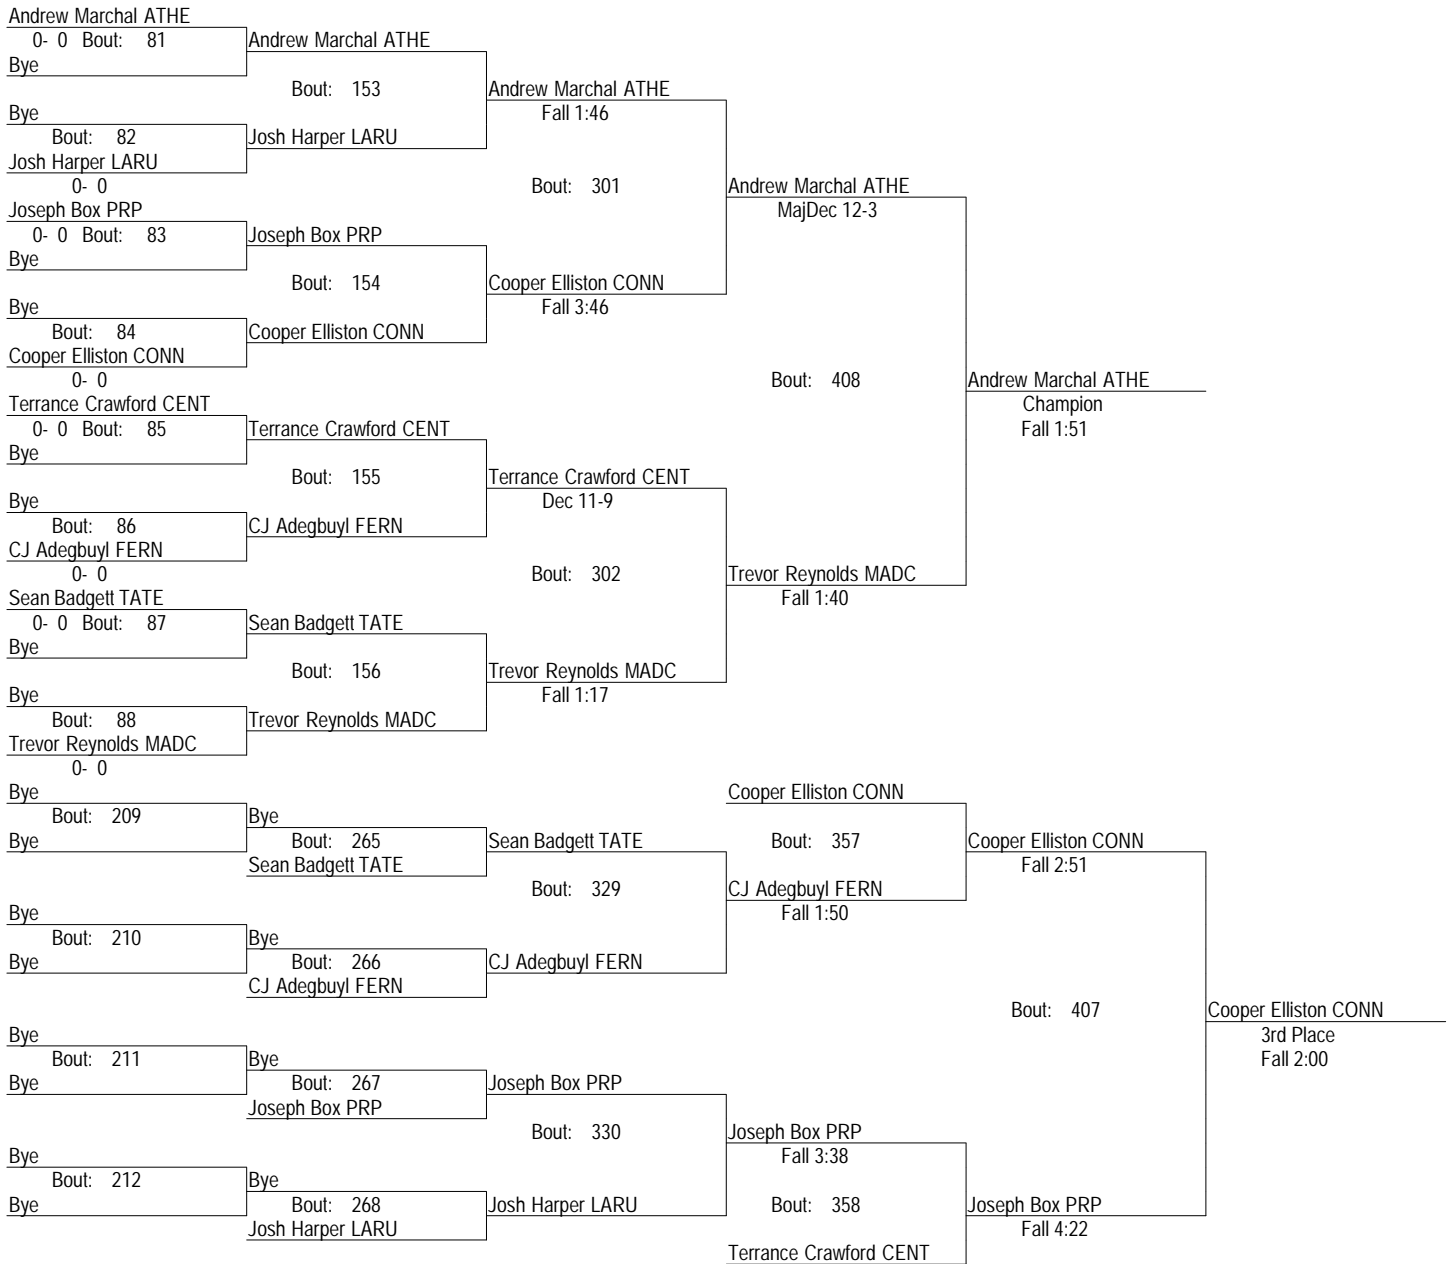 Andrew Marchal ATHE
0- 0 Bout: 81
Andrew Marchal ATHE
Bye
Bout: 153
Andrew Marchal ATHE
Bye
Fall 1:46
Bout: 82
Josh Harper LARU
Josh Harper LARU
0- 0
Bout: 301
Andrew Marchal ATHE
Joseph Box PRP
MajDec 12-3
0- 0 Bout: 83
Joseph Box PRP
Bye
Bout: 154
Cooper Elliston CONN
Bye
Fall 3:46
Bout: 84
Cooper Elliston CONN
Cooper Elliston CONN
0- 0
Bout: 408
Andrew Marchal ATHE
Terrance Crawford CENT
Champion
0- 0 Bout: 85
Terrance Crawford CENT
Fall 1:51
Bye
Bout: 155
Terrance Crawford CENT
Bye
Dec 11-9
Bout: 86
CJ Adegbuyl FERN
CJ Adegbuyl FERN
0- 0
Bout: 302
Trevor Reynolds MADC
Sean Badgett TATE
Fall 1:40
0- 0 Bout: 87
Sean Badgett TATE
Bye
Bout: 156
Trevor Reynolds MADC
Bye
Fall 1:17
Bout: 88
Trevor Reynolds MADC
Trevor Reynolds MADC
0- 0
Bye
Cooper Elliston CONN
Bout: 209
Bye
Bye
Bout: 265
Sean Badgett TATE
Bout: 357
Cooper Elliston CONN
Sean Badgett TATE
Fall 2:51
Bout: 329
CJ Adegbuyl FERN
Bye
Fall 1:50
Bout: 210
Bye
Bye
Bout: 266
CJ Adegbuyl FERN
CJ Adegbuyl FERN
Bout: 407
Cooper Elliston CONN
Bye
3rd Place
Bout: 211
Bye
Fall 2:00
Bye
Bout: 267
Joseph Box PRP
Joseph Box PRP
Bout: 330
Joseph Box PRP
Bye
Fall 3:38
Bout: 212
Bye
Bye
Bout: 268
Josh Harper LARU
Bout: 358
Joseph Box PRP
Josh Harper LARU
Fall 4:22
Terrance Crawford CENT